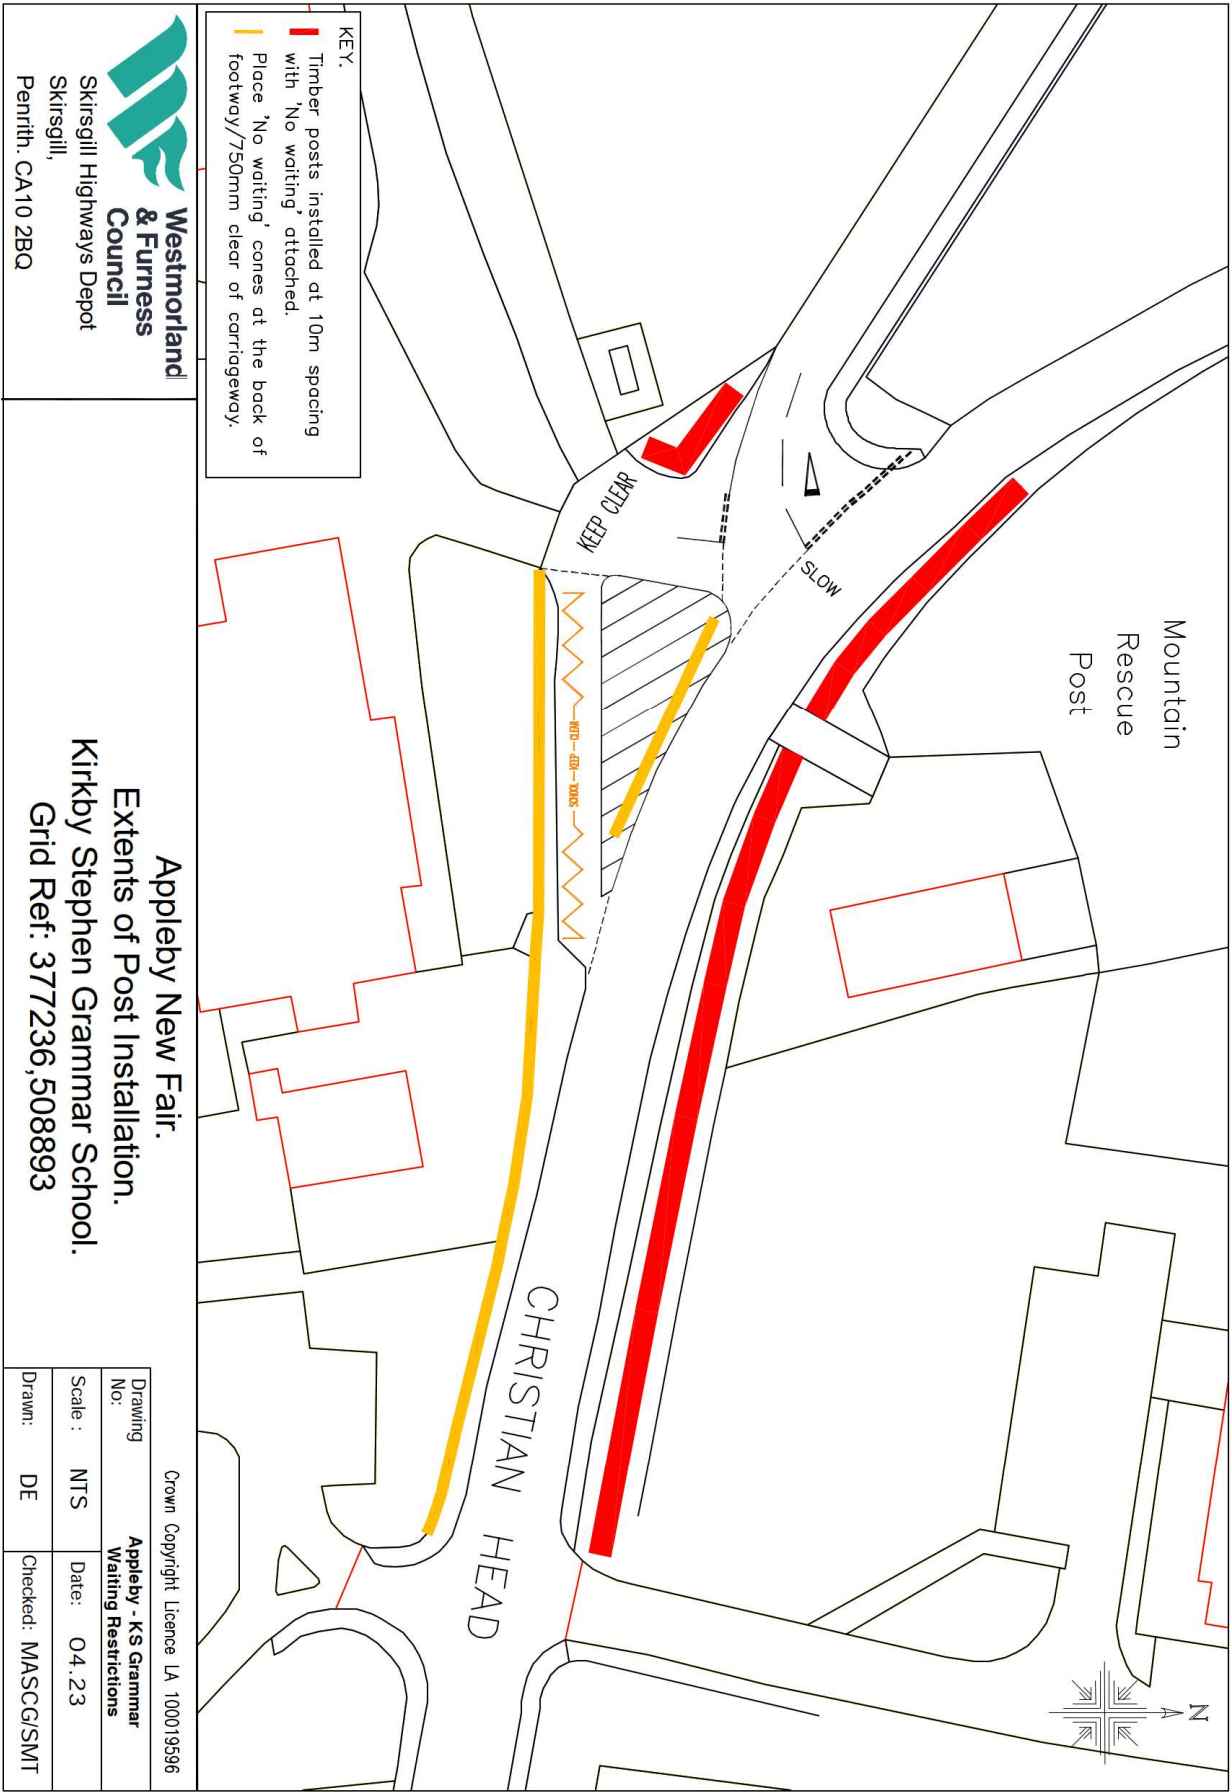 Mountain
Rescue
Post
SLOW
KEEP CLEAR
SCHOOL — KEEP — CLEAR
CHRISTIAN HEAD
N
KEY.
Timber posts installed at 10m spacing
with 'No waiting' attached.
Place 'No waiting' cones at the back of
footway/750mm clear of carriageway.
Westmorland
& Furness
Council
Skirsgill Highways Depot
Skirsgill,
Penrith. CA10 2BQ
Appleby New Fair.
Extents of Post Installation.
Kirkby Stephen Grammar School.
Grid Ref: 377236,508893
Crown Copyright Licence LA 100019596
Drawing
No:
Appleby - KS Grammar
Waiting Restrictions
Scale : NTS
Date: 04.23
Drawn: DE
Checked: MASCG/SMT